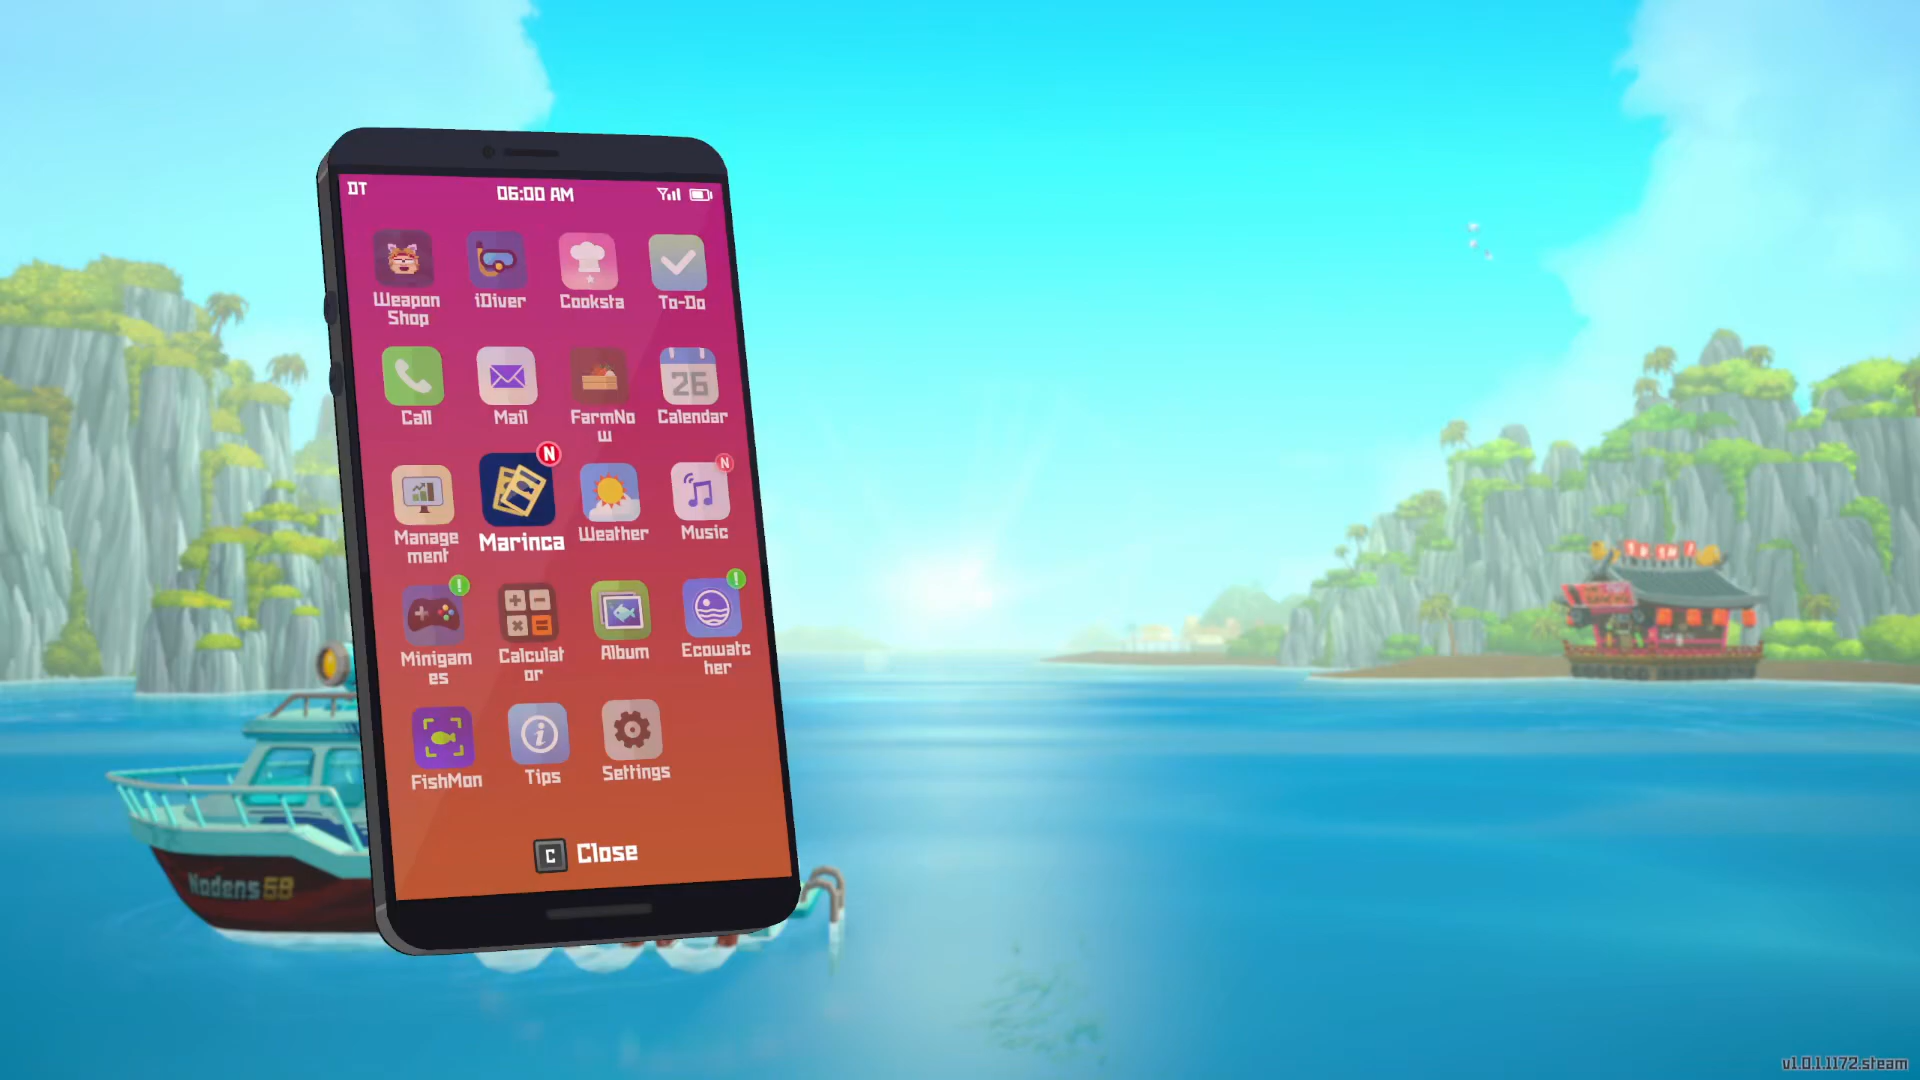 DT
06:00 AM
Weapon
Shop
iDiver
Cooksta
To-Do
Call
Mail
FarmNo
w
26
Calendar
Manage
ment
N
Marinca
Weather
N
Music
!
Minigam
es
Calculat
or
Album
!
Ecowatc
her
FishMon
Tips
Settings
C Close
Nadens68
v1.0.1.1172.steam